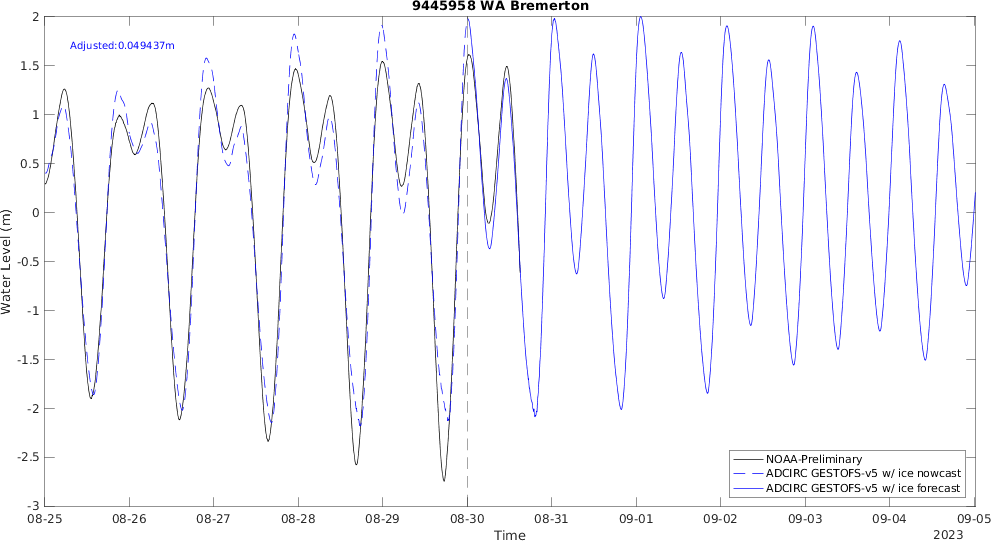 9445958 WA Bremerton
Adjusted:0.049437m
2
1.5
1
0.5
0
-0.5
-1
-1.5
-2
-2.5
-3
Water Level (m)
NOAA-Preliminary
ADCIRC GESTOFS-v5 w/ ice nowcast
ADCIRC GESTOFS-v5 w/ ice forecast
08-25 08-26 08-27 08-28 08-29 08-30 08-31 09-01 09-02 09-03 09-04 09-05
Time
2023